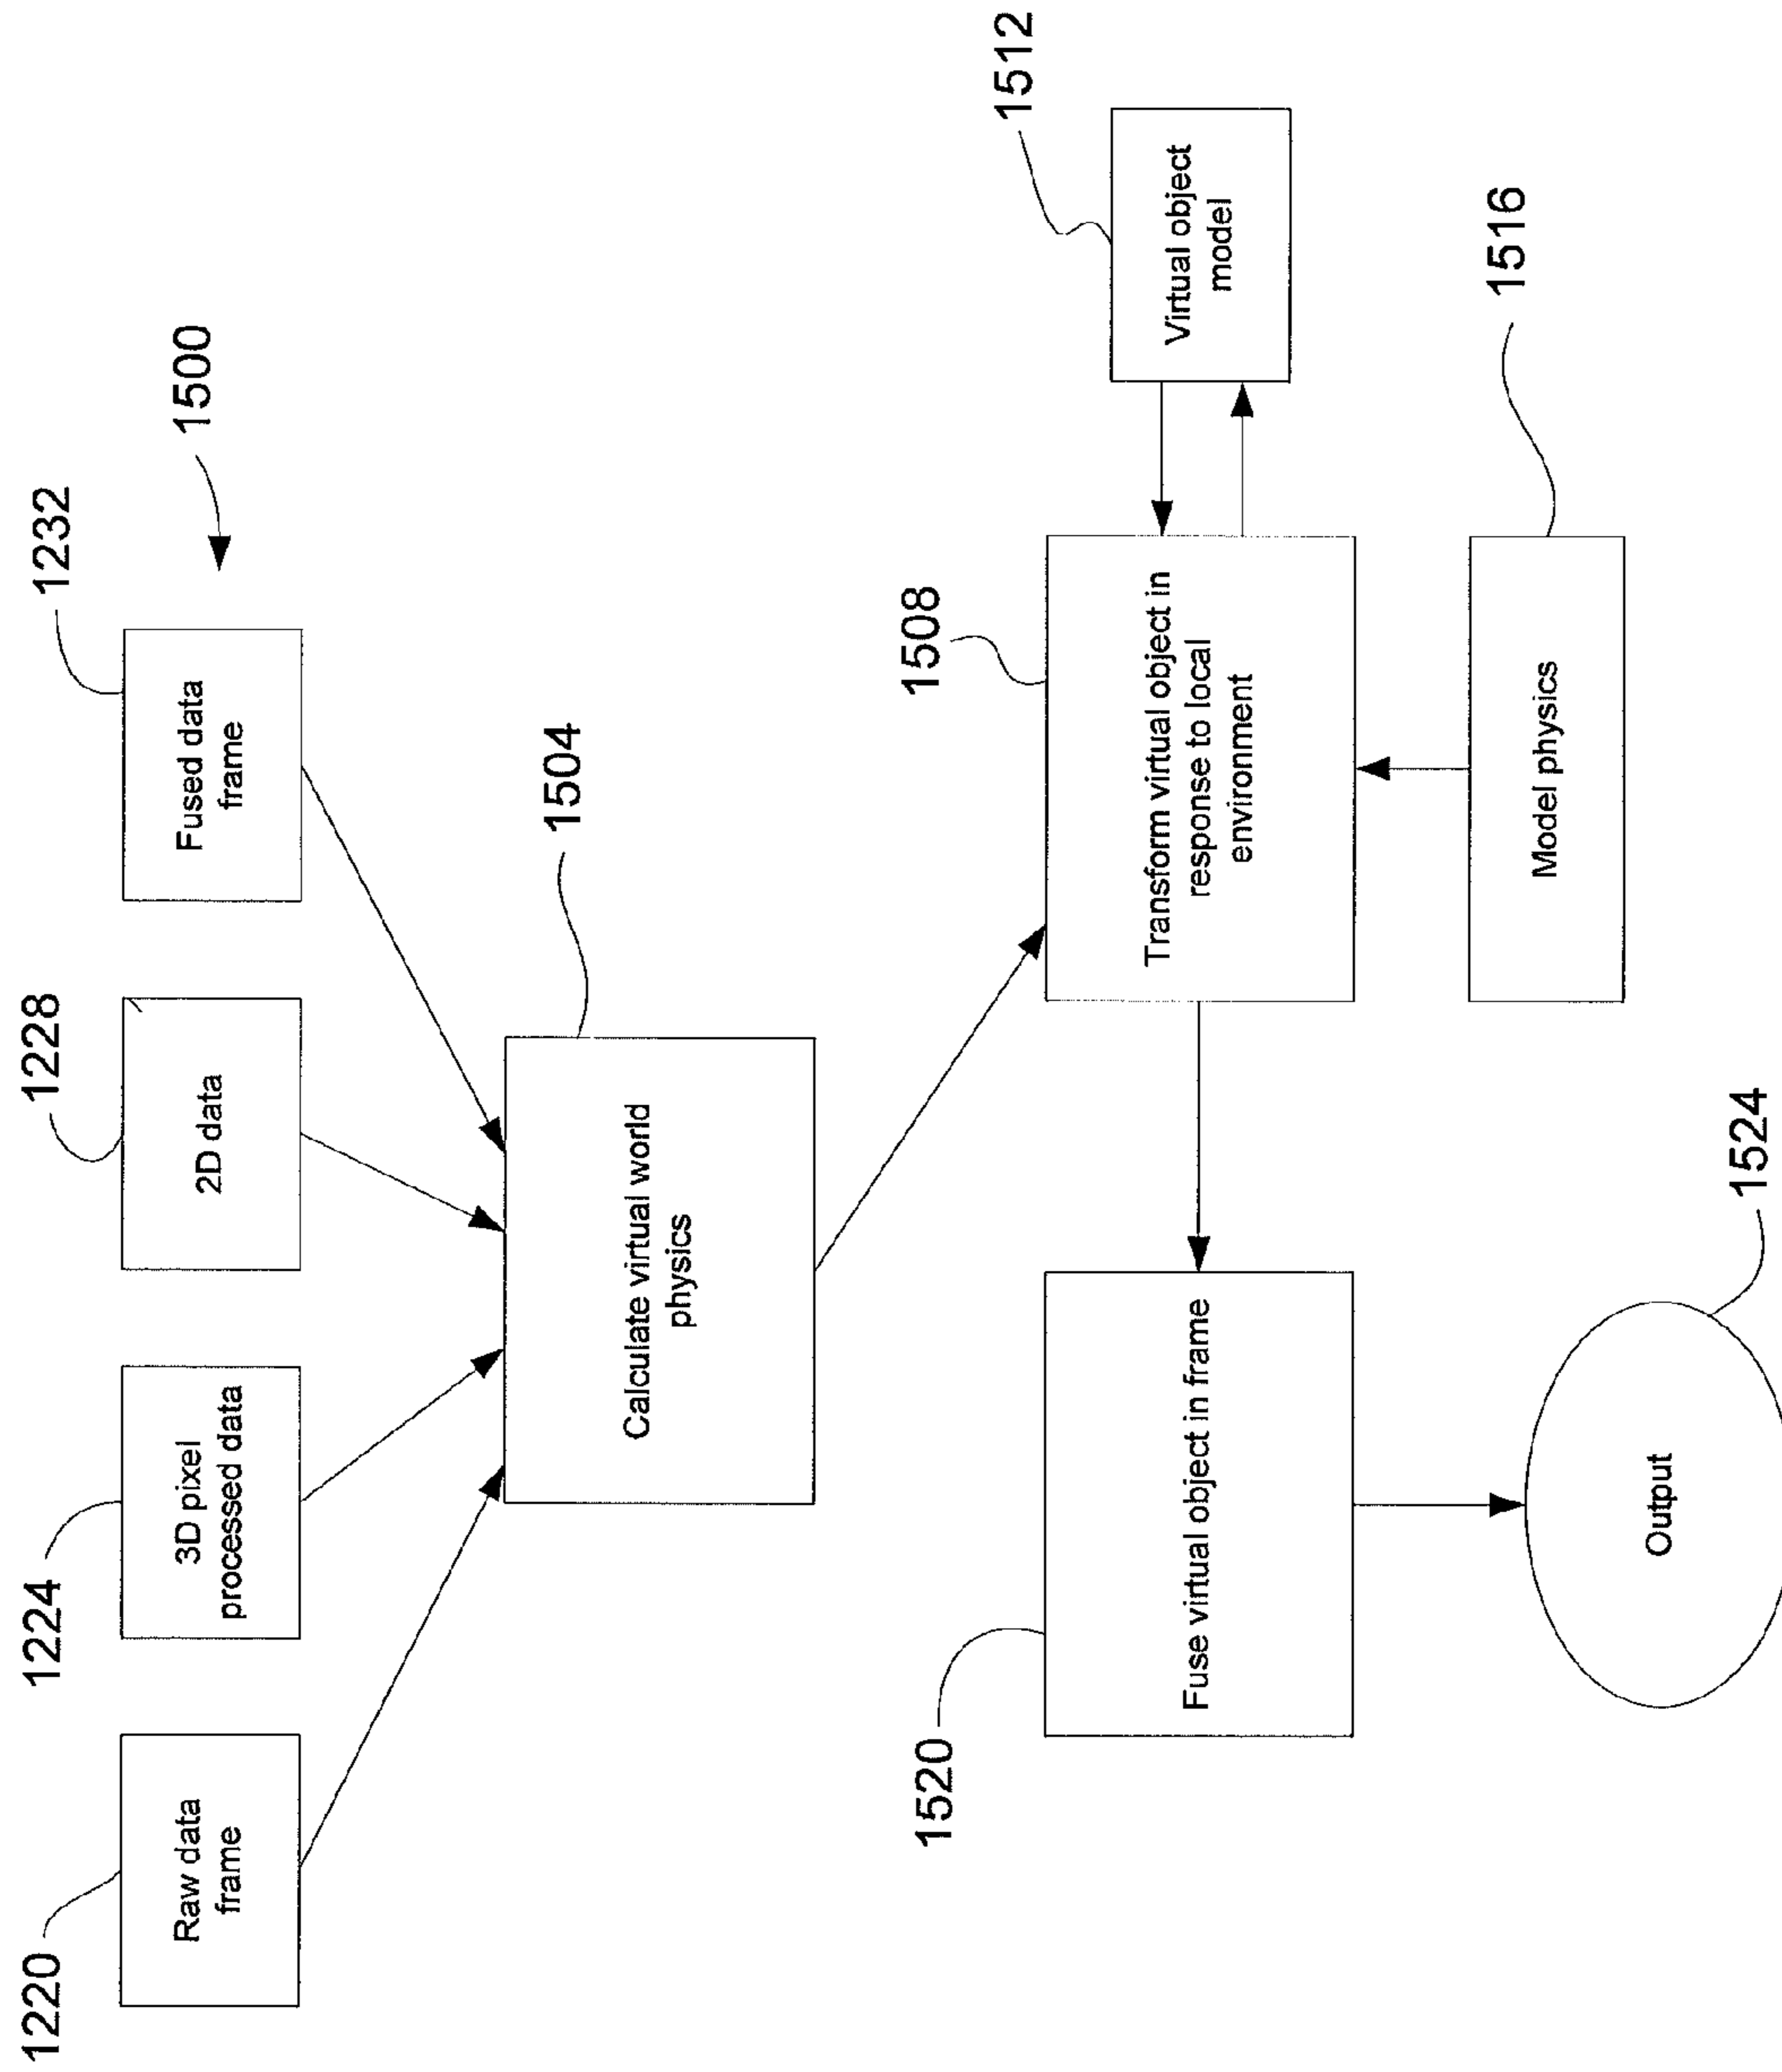 1220
Raw data
frame
1224
3D pixel
processed data
1228
2D data
1232
Fused data
frame
1500
1504
Calculate virtual world
physics
1508
Transform virtual object in
response to local
environment
1512
Virtual object
model
1516
Model physics
1520
Fuse virtual object in frame
1524
Output